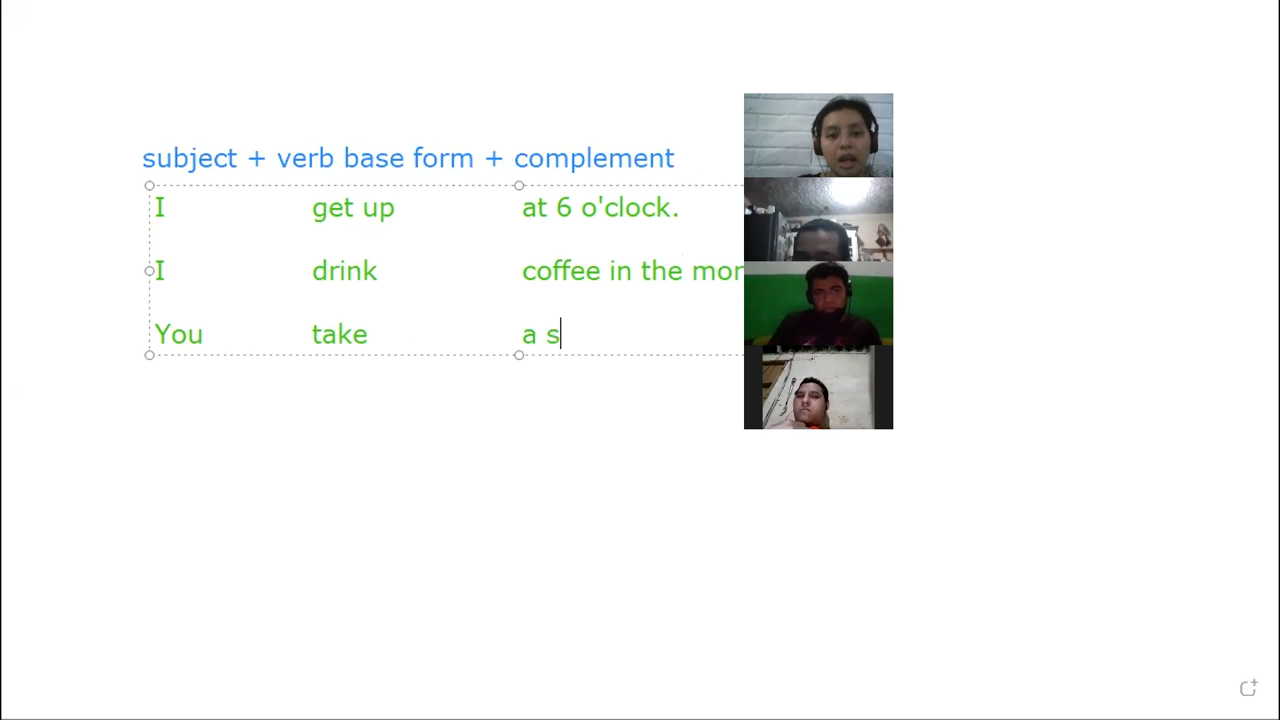 subject + verb base form + complement
I get up at 6 o'clock.
I drink coffee in the mor
You take a s